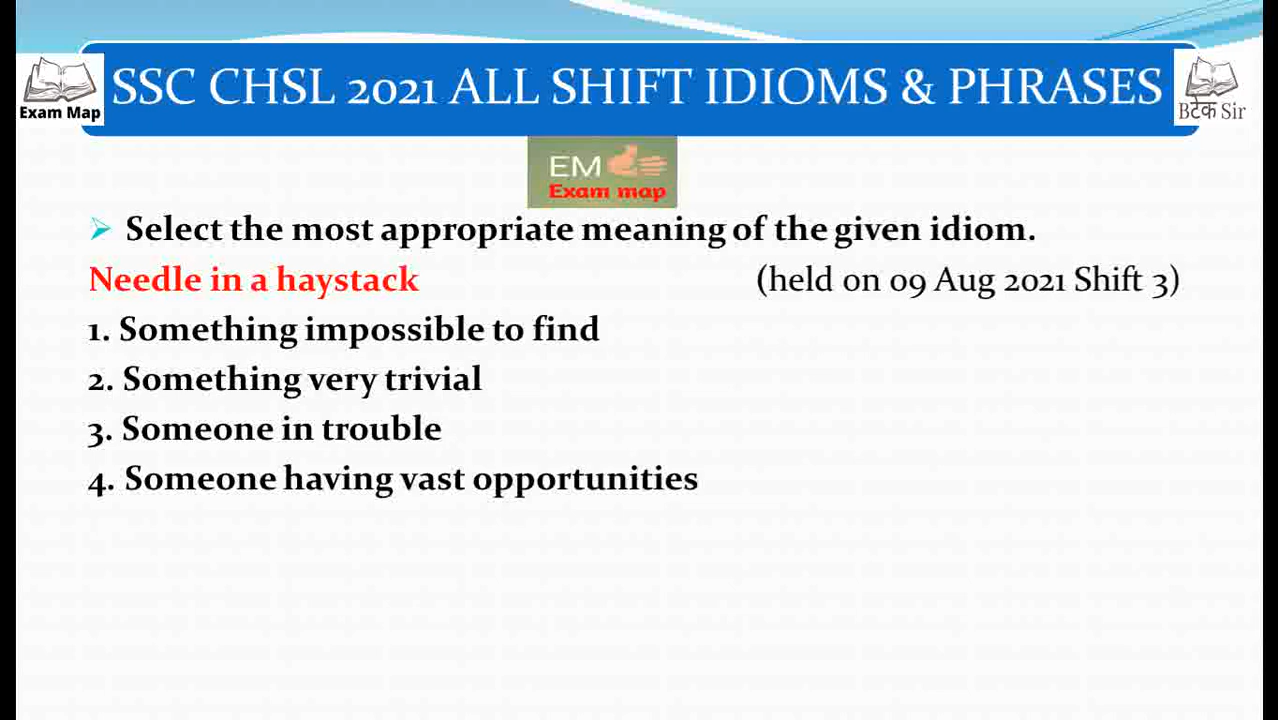 SSC CHSL 2021 ALL SHIFT IDIOMS & PHRASES
Exam Map
Bटेक Sir
EM
Exam map
Select the most appropriate meaning of the given idiom.
Needle in a haystack (held on 09 Aug 2021 Shift 3)
1. Something impossible to find
2. Something very trivial
3. Someone in trouble
4. Someone having vast opportunities